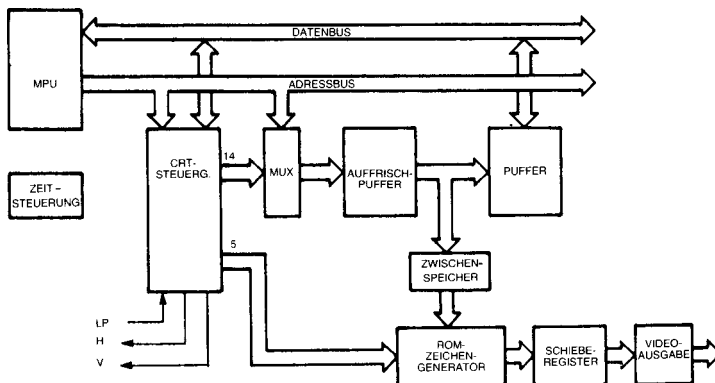 DATENBUS
MPU
ADRESSBUS
CRT-
STEUERG.
14
MUX
AUFFRISCH-
PUFFER
PUFFER
ZEIT-
STEUERUNG
5
ZWISCHEN-
SPEICHER
LP
H
V
ROM-
ZEICHEN-
GENERATOR
SCHIEBE-
REGISTER
VIDEO-
AUSGABE